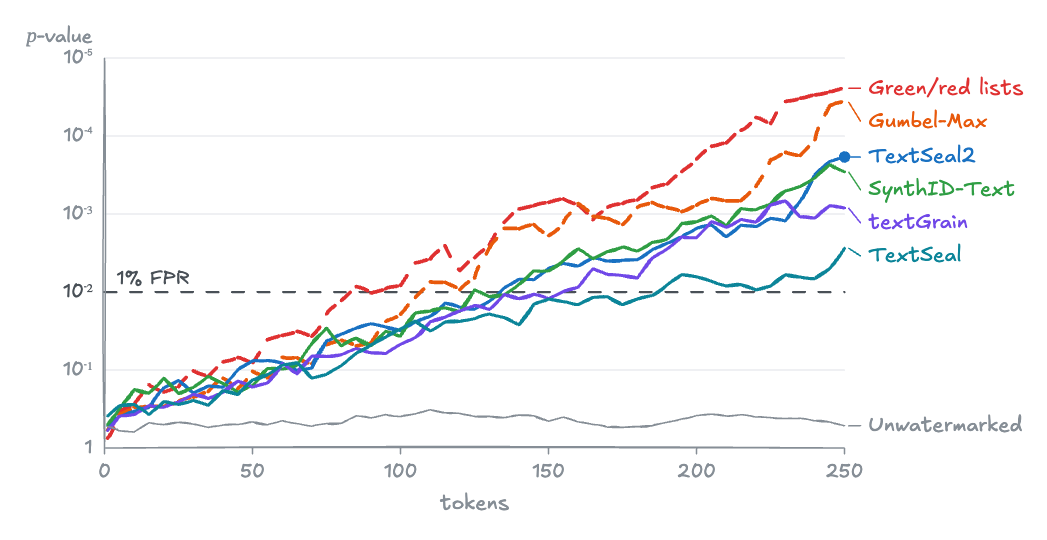 p-value
10⁻⁵
Green/red lists
Gumbel-Max
10⁻⁴
TextSeal2
SynthID-Text
10⁻³
textGrain
TextSeal
1% FPR
10⁻²
10⁻¹
Unwatermarked
1
0 50 100 150 200 250
tokens